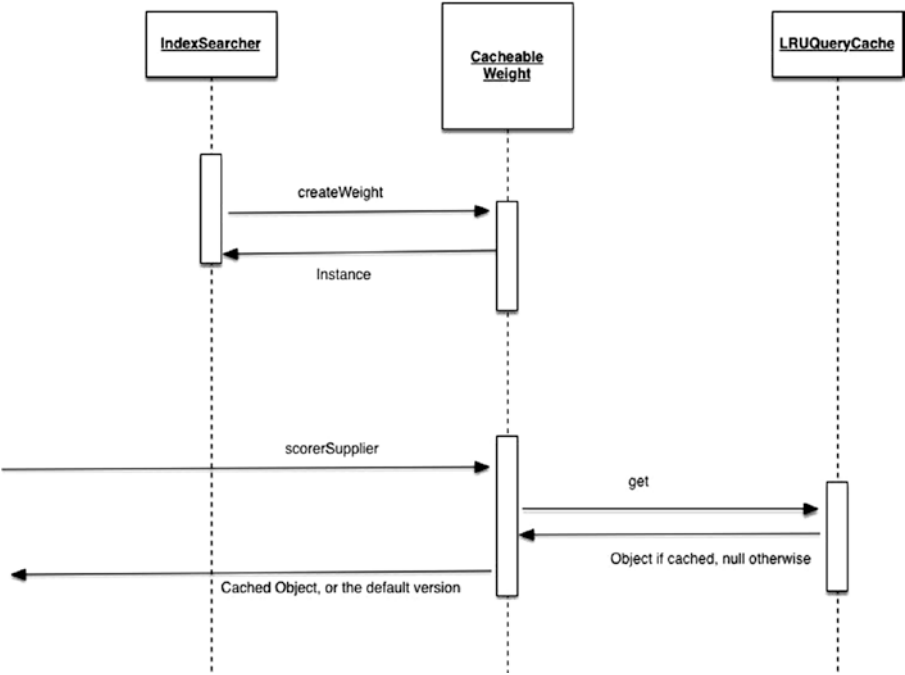 IndexSearcher
Cacheable
Weight
LRUQueryCache
createWeight
Instance
scorerSupplier
get
Object if cached, null otherwise
Cached Object, or the default version